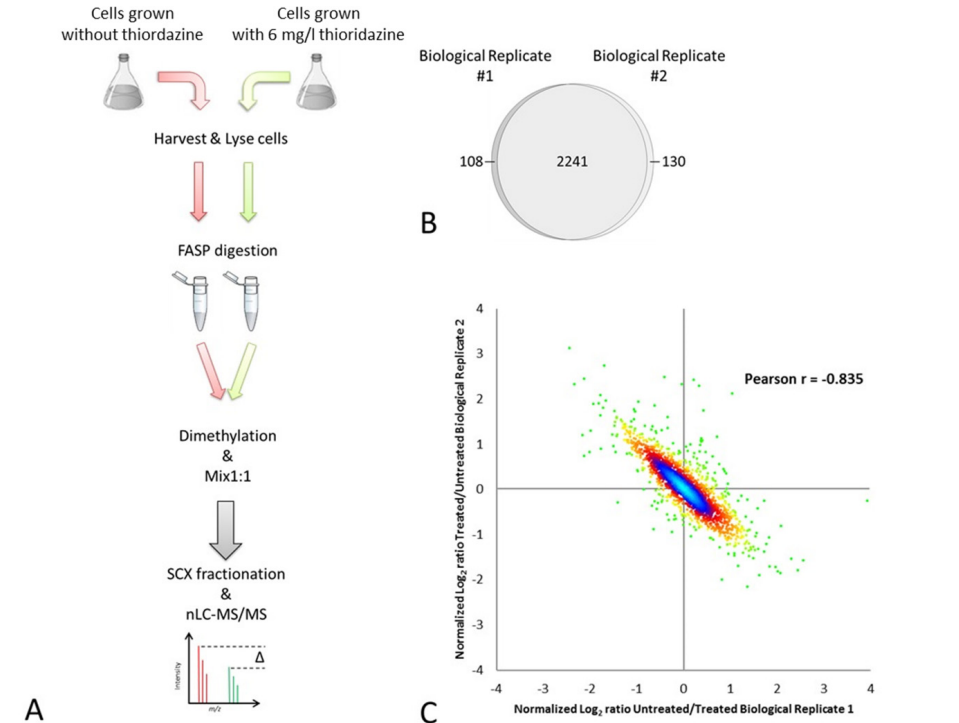 Cells grown
without thiordazine
Cells grown
with 6 mg/l thioridazine
Harvest & Lyse cells
FASP digestion
Dimethylation
&
Mix1:1
SCX fractionation
&
nLC-MS/MS
Intensity
Δ
m/z
A
Biological Replicate
#1
Biological Replicate
#2
108
2241
130
B
Normalized Log2 ratio Treated/Untreated Biological Replicate 2
4
3
2
1
0
-1
-2
-3
-4
Pearson r = -0.835
-4
-3
-2
-1
0
1
2
3
4
Normalized Log2 ratio Untreated/Treated Biological Replicate 1
C